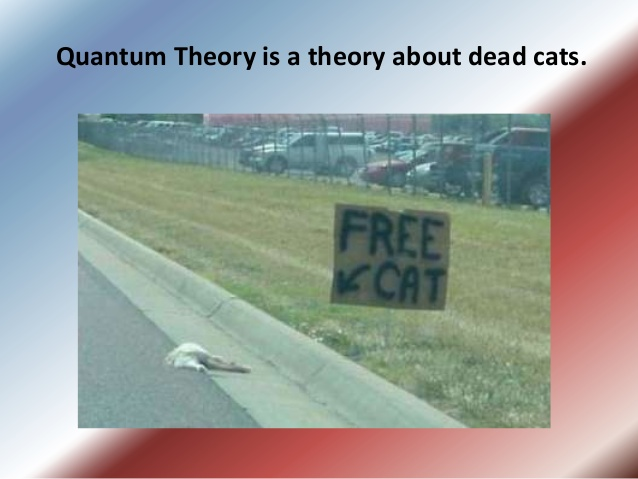 Quantum Theory is a theory about dead cats.
FREE
↙CAT